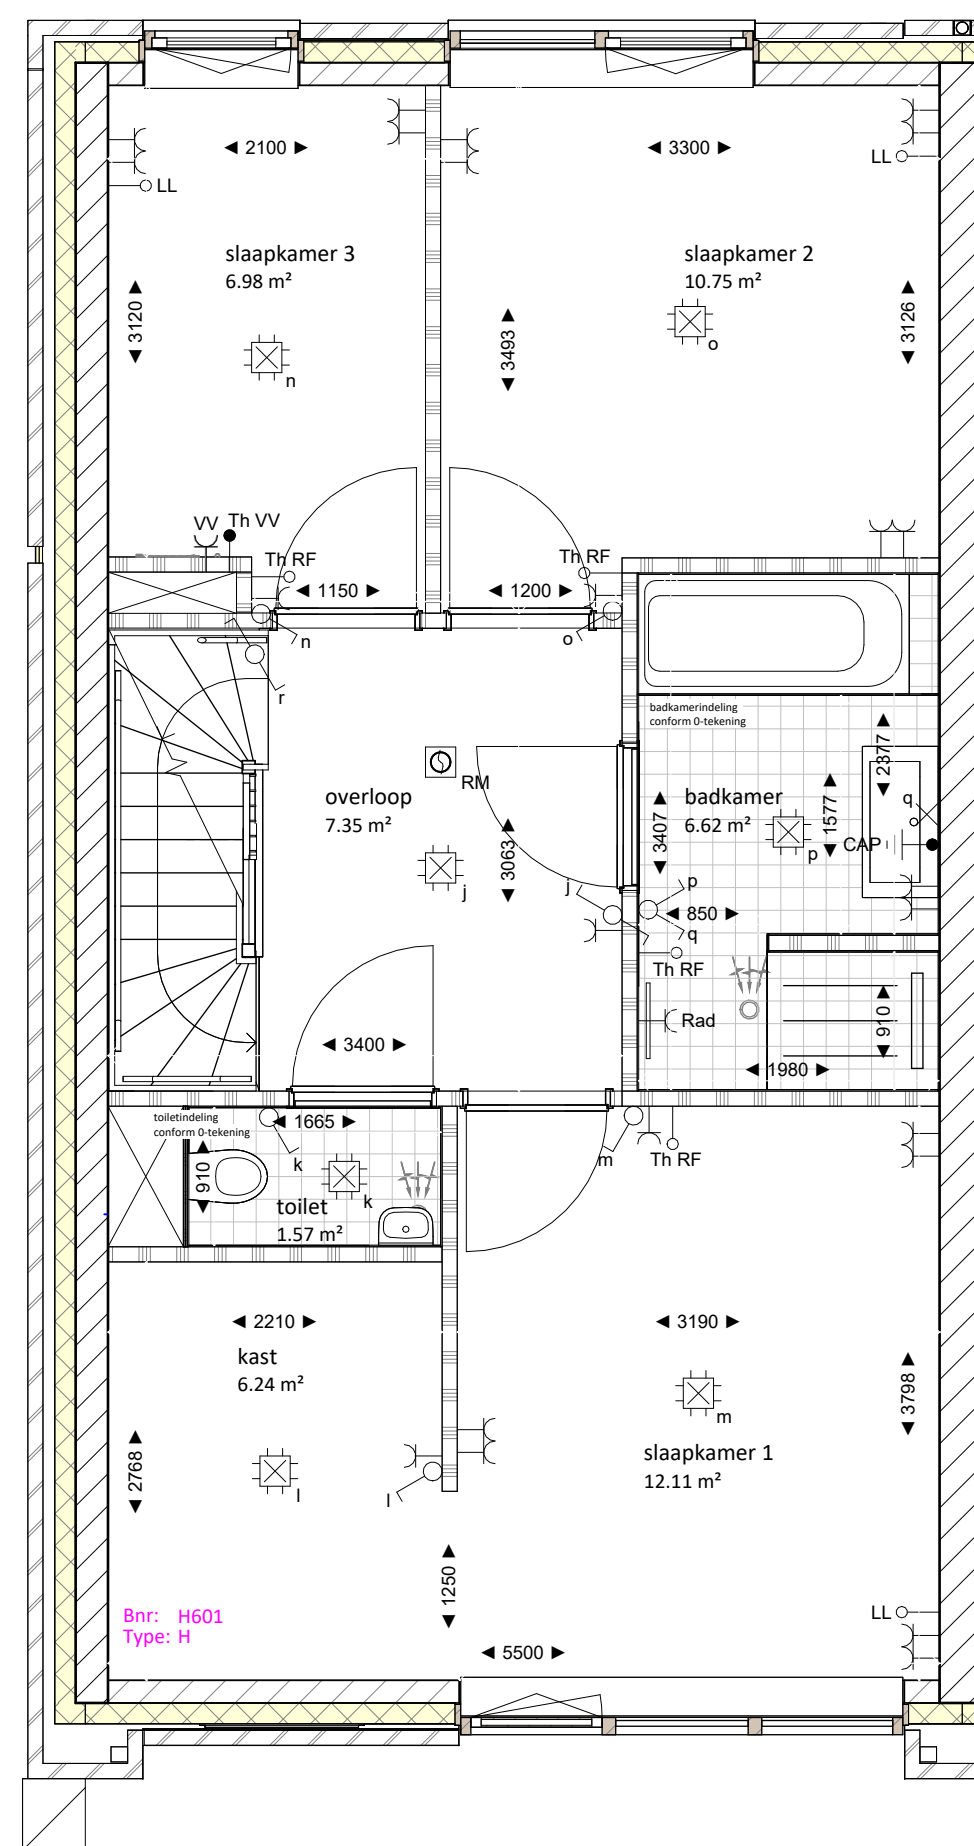 ◄ 2100 ►
◄ 3300 ►
LL
LL
slaapkamer 3
6.98 m²
slaapkamer 2
10.75 m²
◄ 3120 ►
◄ 3493 ►
◄ 3126 ►
n
o
VV
Th VV
Th RF
Th RF
◄ 1150 ►
◄ 1200 ►
n
o
r
badkamerindeling
conform 0-tekening
◄ 2377 ►
RM
overloop
7.35 m²
badkamer
6.62 m²
◄ 3063 ►
◄ 3407 ►
◄ 1577 ►
q
p
CAP
j
j
p
◄ 850 ►
q
Th RF
Rad
◄ 910 ►
◄ 3400 ►
◄ 1980 ►
toiletindeling
conform 0-tekening
◄ 1665 ►
k
◄ 910 ►
k
m
Th RF
toilet
1.57 m²
◄ 2210 ►
◄ 3190 ►
kast
6.24 m²
◄ 3798 ►
m
◄ 2768 ►
slaapkamer 1
12.11 m²
l
l
◄ 1250 ►
Bnr: H601
Type: H
LL
◄ 5500 ►